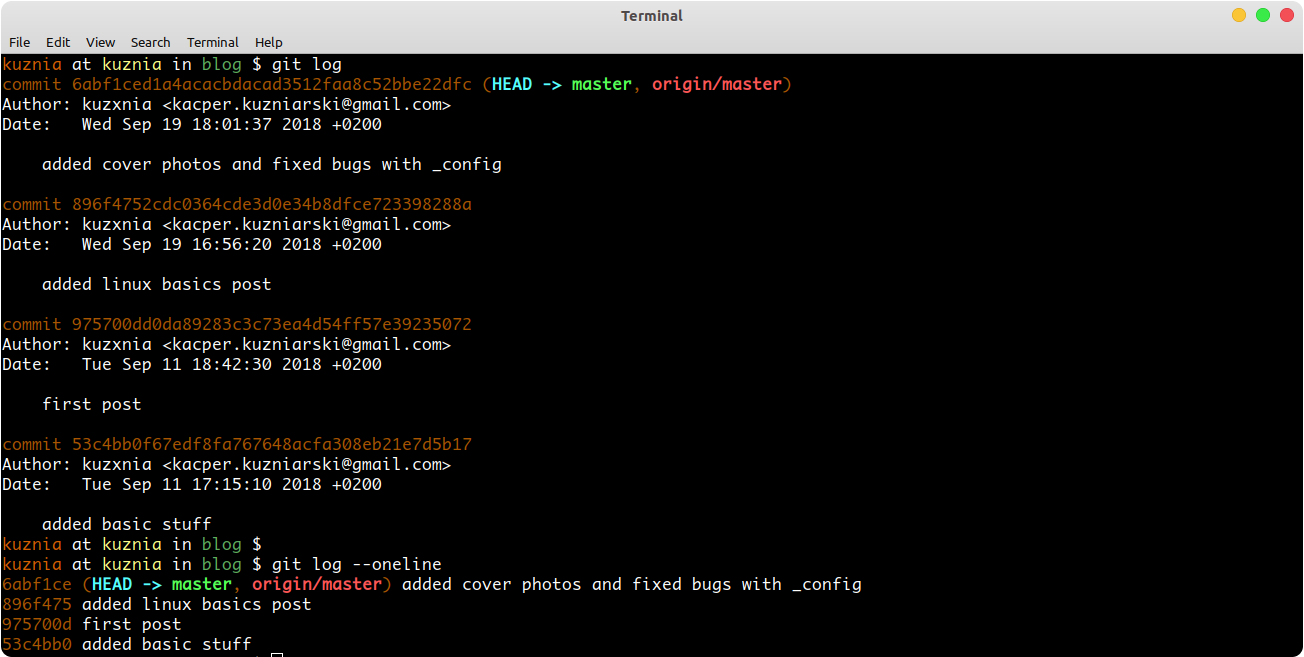 Terminal
File Edit View Search Terminal Help
kuznia at kuznia in blog $ git log
commit 6abf1ced1a4acacbdacad3512faa8c52bbe22dfc (HEAD -> master, origin/master)
Author: kuzxnia <kacper.kuzniarski@gmail.com>
Date:   Wed Sep 19 18:01:37 2018 +0200
    added cover photos and fixed bugs with _config
commit 896f4752cdc0364cde3d0e34b8dfce723398288a
Author: kuzxnia <kacper.kuzniarski@gmail.com>
Date:   Wed Sep 19 16:56:20 2018 +0200
    added linux basics post
commit 975700dd0da89283c3c73ea4d54ff57e39235072
Author: kuzxnia <kacper.kuzniarski@gmail.com>
Date:   Tue Sep 11 18:42:30 2018 +0200
    first post
commit 53c4bb0f67edf8fa767648acfa308eb21e7d5b17
Author: kuzxnia <kacper.kuzniarski@gmail.com>
Date:   Tue Sep 11 17:15:10 2018 +0200
    added basic stuff
kuznia at kuznia in blog $
kuznia at kuznia in blog $ git log --oneline
6abf1ce (HEAD -> master, origin/master) added cover photos and fixed bugs with _config
896f475 added linux basics post
975700d first post
53c4bb0 added basic stuff